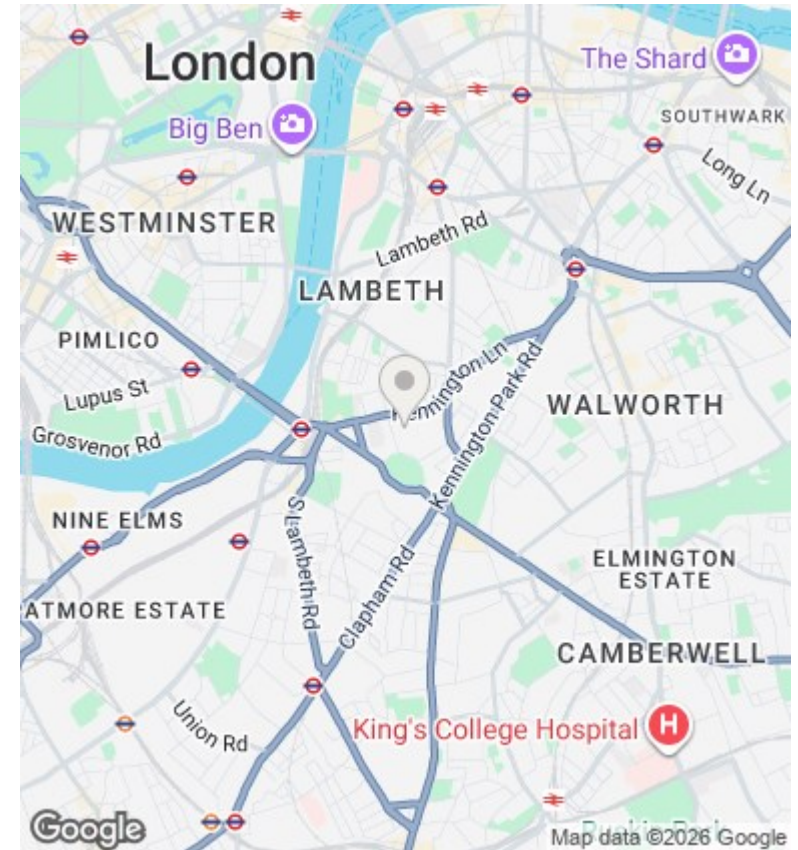 London
The Shard
Big Ben
SOUTHWARK
Long Ln
WESTMINSTER
Lambeth Rd
LAMBETH
PIMLICO
Lupus St
Kennington Ln
Kennington Park Rd
WALWORTH
Grosvenor Rd
NINE ELMS
S Lambeth Rd
Clapham Rd
ELMINGTON
ESTATE
ATMORE ESTATE
CAMBERWELL
Union Rd
King's College Hospital
H
Google
Map data ©2026 Google